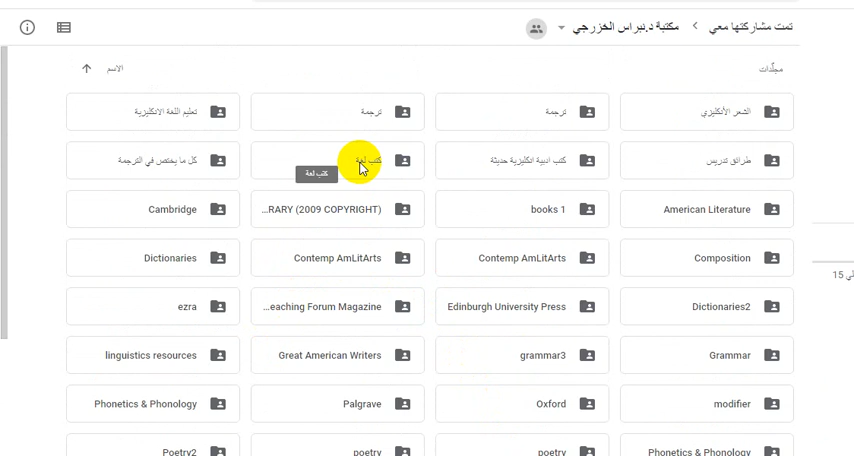 تمت مشاركتها معي
مكتبة د.نبراس الخزرجي
مجلّدات
الاسم
الشعر الأنكليزي
ترجمة
ترجمة
تعليم اللغة الانكليزية
طرائق تدريس
كتب ادبية انكليزية حديثة
كتب لغة
كل ما يختص في الترجمة
كتب لغة
American Literature
books 1
...RARY (2009 COPYRIGHT)
Cambridge
Composition
Contemp AmLitArts
Contemp AmLitArts
Dictionaries
Dictionaries2
Edinburgh University Press
...eaching Forum Magazine
ezra
Grammar
grammar3
Great American Writers
linguistics resources
modifier
Oxford
Palgrave
Phonetics & Phonology
Phonetics & Phonology
poetry
poetry
Poetry2
15